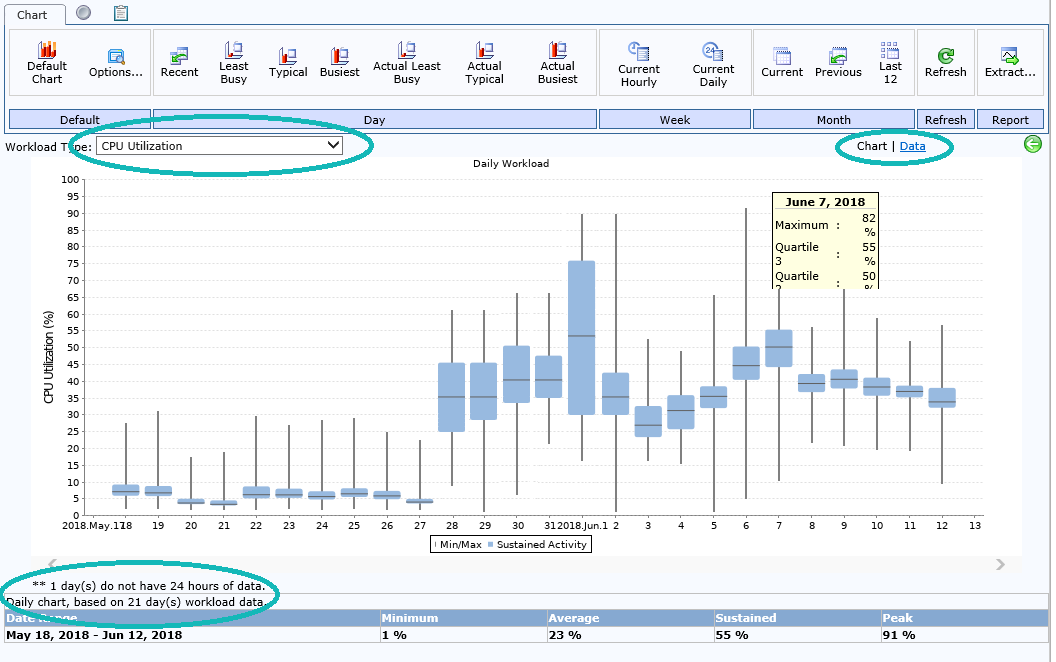 Chart
Default Chart
Options...
Recent
Least Busy
Typical
Busiest
Actual Least Busy
Actual Typical
Actual Busiest
Current Hourly
24
Current Daily
Current
Previous
Last 12
Refresh
Extract...
Default
Day
Week
Month
Refresh
Report
Workload Type:
CPU Utilization
Chart | Data
Daily Workload
June 7, 2018
Maximum : 82 %
Quartile 3 : 55 %
Quartile 2 : 50 %
CPU Utilization (%)
100
95
90
85
80
75
70
65
60
55
50
45
40
35
30
25
20
15
10
5
0
2018.May.17 18 19 20 21 22 23 24 25 26 27 28 29 30 31 2018.Jun.1 2 3 4 5 6 7 8 9 10 11 12 13
Min/Max Sustained Activity
** 1 day(s) do not have 24 hours of data.
Daily chart, based on 21 day(s) workload data.
Date Range Minimum Average Sustained Peak
May 18, 2018 - Jun 12, 2018 1 % 23 % 55 % 91 %